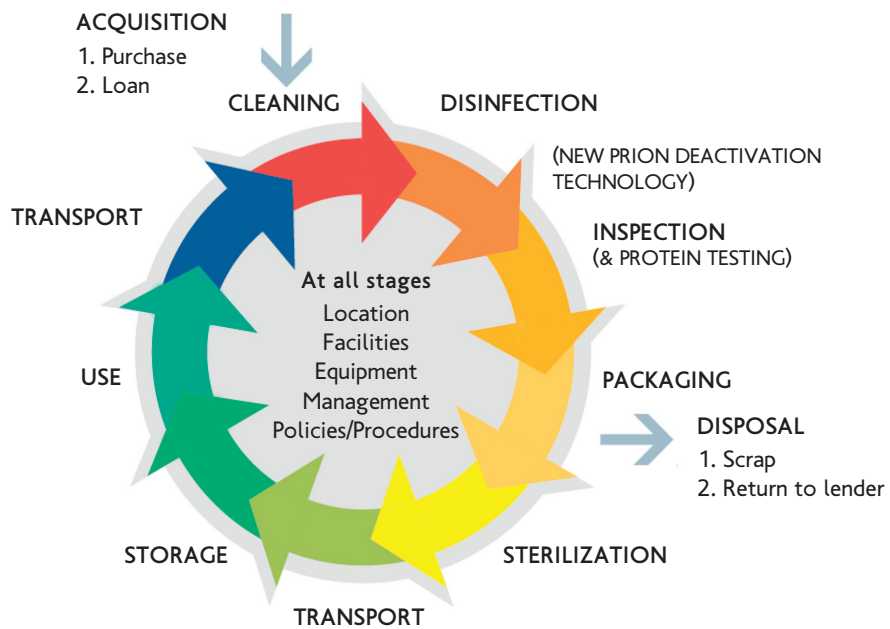 ACQUISITION
1. Purchase
2. Loan
CLEANING
DISINFECTION
(NEW PRION DEACTIVATION
TECHNOLOGY)
INSPECTION
(& PROTEIN TESTING)
PACKAGING
DISPOSAL
1. Scrap
2. Return to lender
STERILIZATION
TRANSPORT
STORAGE
USE
TRANSPORT
At all stages
Location
Facilities
Equipment
Management
Policies/Procedures